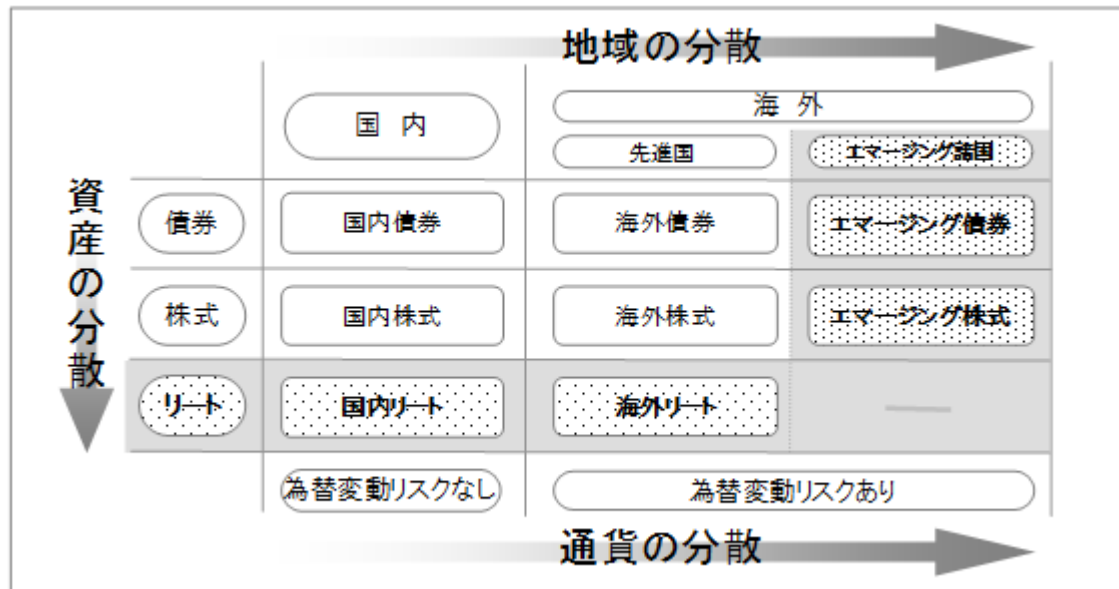 地域の分散
国内
海外
先進国
エマージング諸国
資産の分散
債券
国内債券
海外債券
エマージング債券
株式
国内株式
海外株式
エマージング株式
リート
国内リート
海外リート
為替変動リスクなし
為替変動リスクあり
通貨の分散